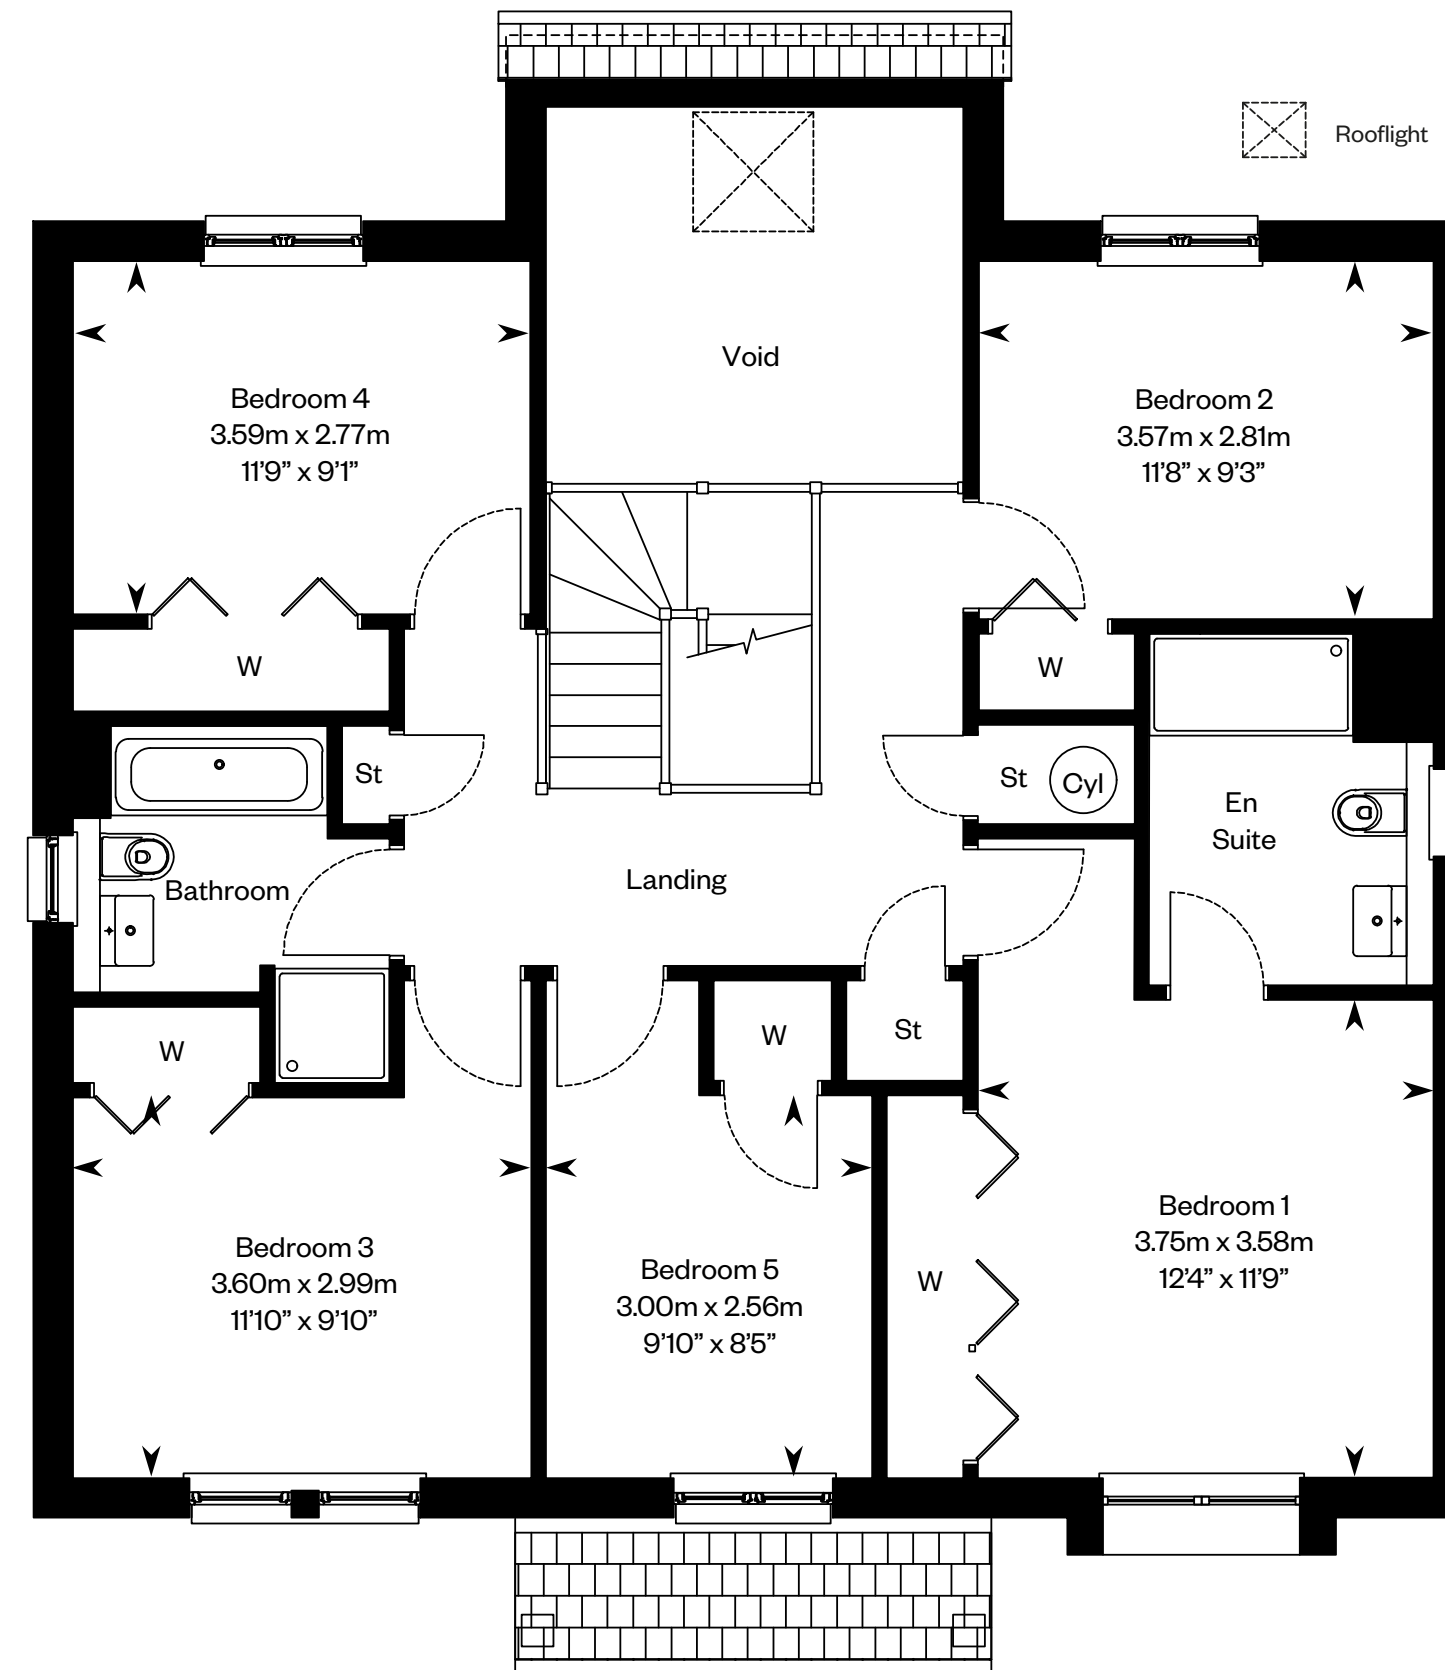 Rooflight
Void
Bedroom 4
3.59m x 2.77m
11'9" x 9'1"
Bedroom 2
3.57m x 2.81m
11'8" x 9'3"
W
W
St
St
Cyl
En
Suite
Bathroom
Landing
W
W
St
Bedroom 3
3.60m x 2.99m
11'10" x 9'10"
Bedroom 5
3.00m x 2.56m
9'10" x 8'5"
W
Bedroom 1
3.75m x 3.58m
12'4" x 11'9"